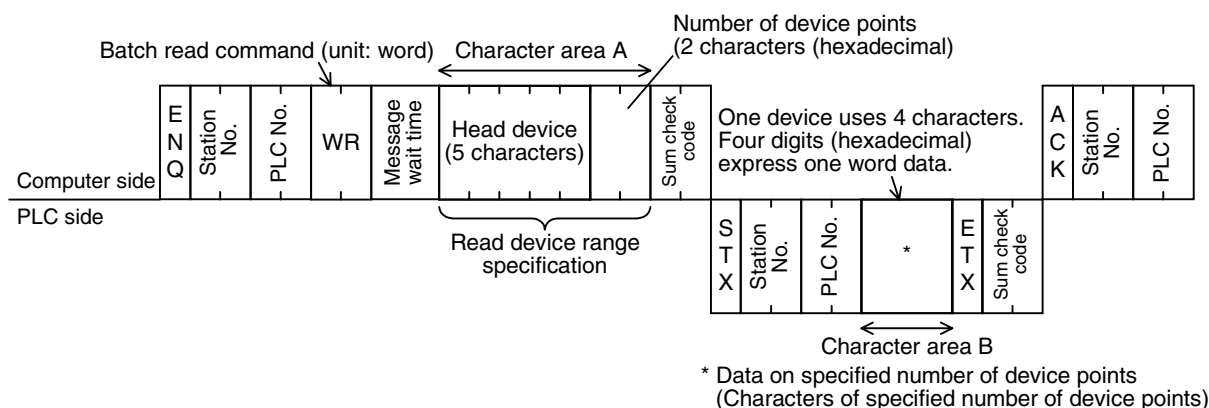 Number of device points
(2 characters (hexadecimal)
Batch read command (unit: word)
Character area A
ENQ
Station No.
PLC No.
WR
Message wait time
Head device
(5 characters)
Sum check code
One device uses 4 characters.
Four digits (hexadecimal)
express one word data.
ACK
Station No.
PLC No.
Computer side
PLC side
Read device range
specification
STX
Station No.
PLC No.
*
ETX
Sum check code
Character area B
* Data on specified number of device points
(Characters of specified number of device points)